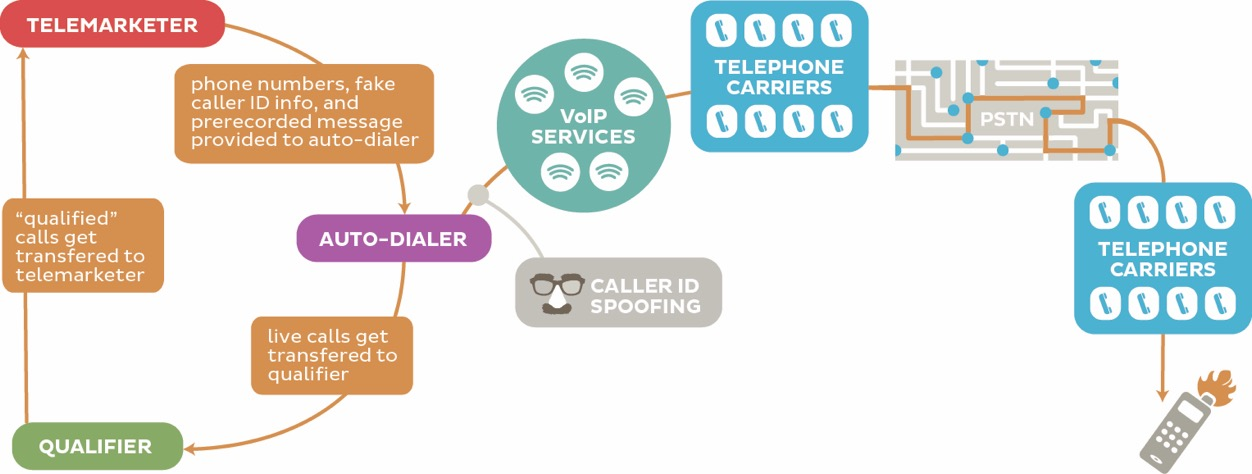 TELEMARKETER
phone numbers, fake
caller ID info, and
prerecorded message
provided to auto-dialer
"qualified"
calls get
transfered to
telemarketer
AUTO-DIALER
live calls get
transfered to
qualifier
QUALIFIER
VoIP
SERVICES
CALLER ID
SPOOFING
TELEPHONE
CARRIERS
PSTN
TELEPHONE
CARRIERS